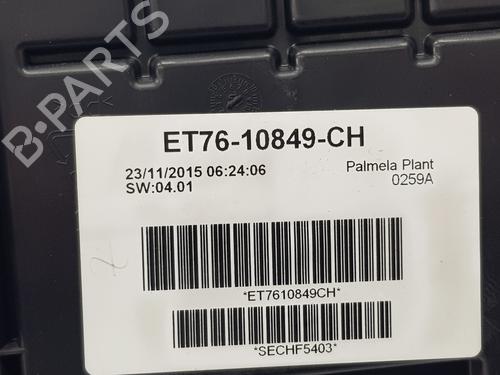 B-PARTS
ET76-10849-CH
23/11/2015 06:24:06
SW:04.01
Palmela Plant
0259A
*ET7610849CH*
*SECHF5403*